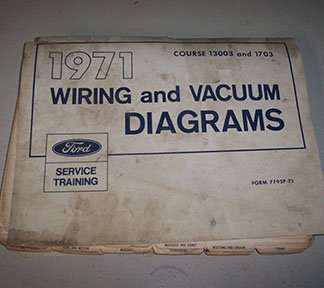 COURSE 13003 and 1703
1971
WIRING and VACUUM
DIAGRAMS
Ford
SERVICE
TRAINING
FORM 7795P-71